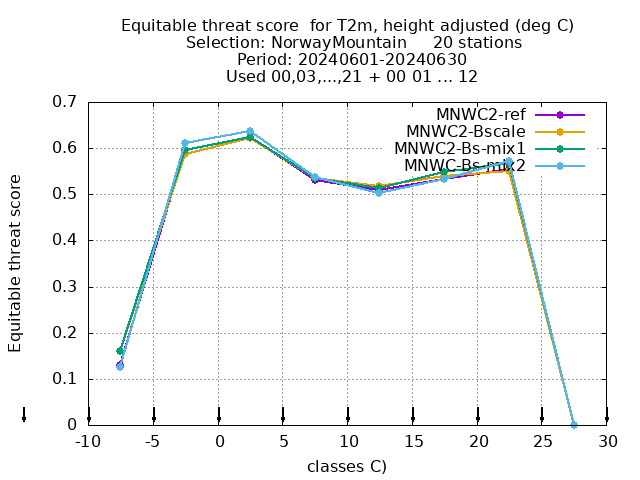 Equitable threat score  for T2m, height adjusted (deg C)
Selection: NorwayMountain     20 stations
Period: 20240601-20240630
Used 00,03,...,21 + 00 01 ... 12
MNWC2-ref
MNWC2-Bscale
MNWC2-Bs-mix1
MNWC-Bs-mix2
Equitable threat score
0.7
0.6
0.5
0.4
0.3
0.2
0.1
0
-10 -5 0 5 10 15 20 25 30
classes C)